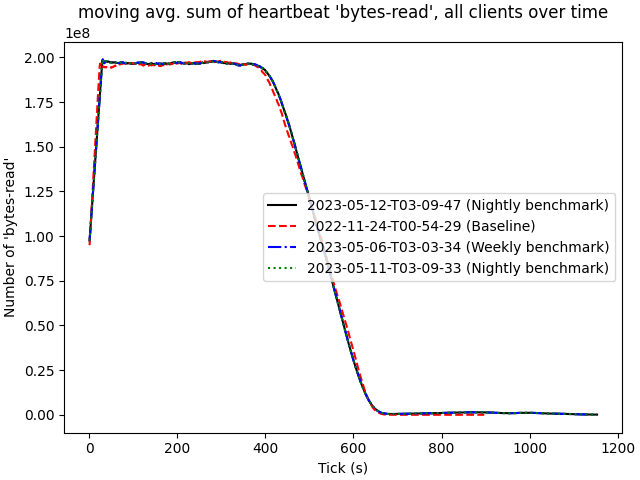 moving avg. sum of heartbeat 'bytes-read', all clients over time
1e8
2.00
1.75
1.50
1.25
1.00
0.75
0.50
0.25
0.00
Number of 'bytes-read'
2023-05-12-T03-09-47 (Nightly benchmark)
2022-11-24-T00-54-29 (Baseline)
2023-05-06-T03-03-34 (Weekly benchmark)
2023-05-11-T03-09-33 (Nightly benchmark)
0 200 400 600 800 1000 1200
Tick (s)